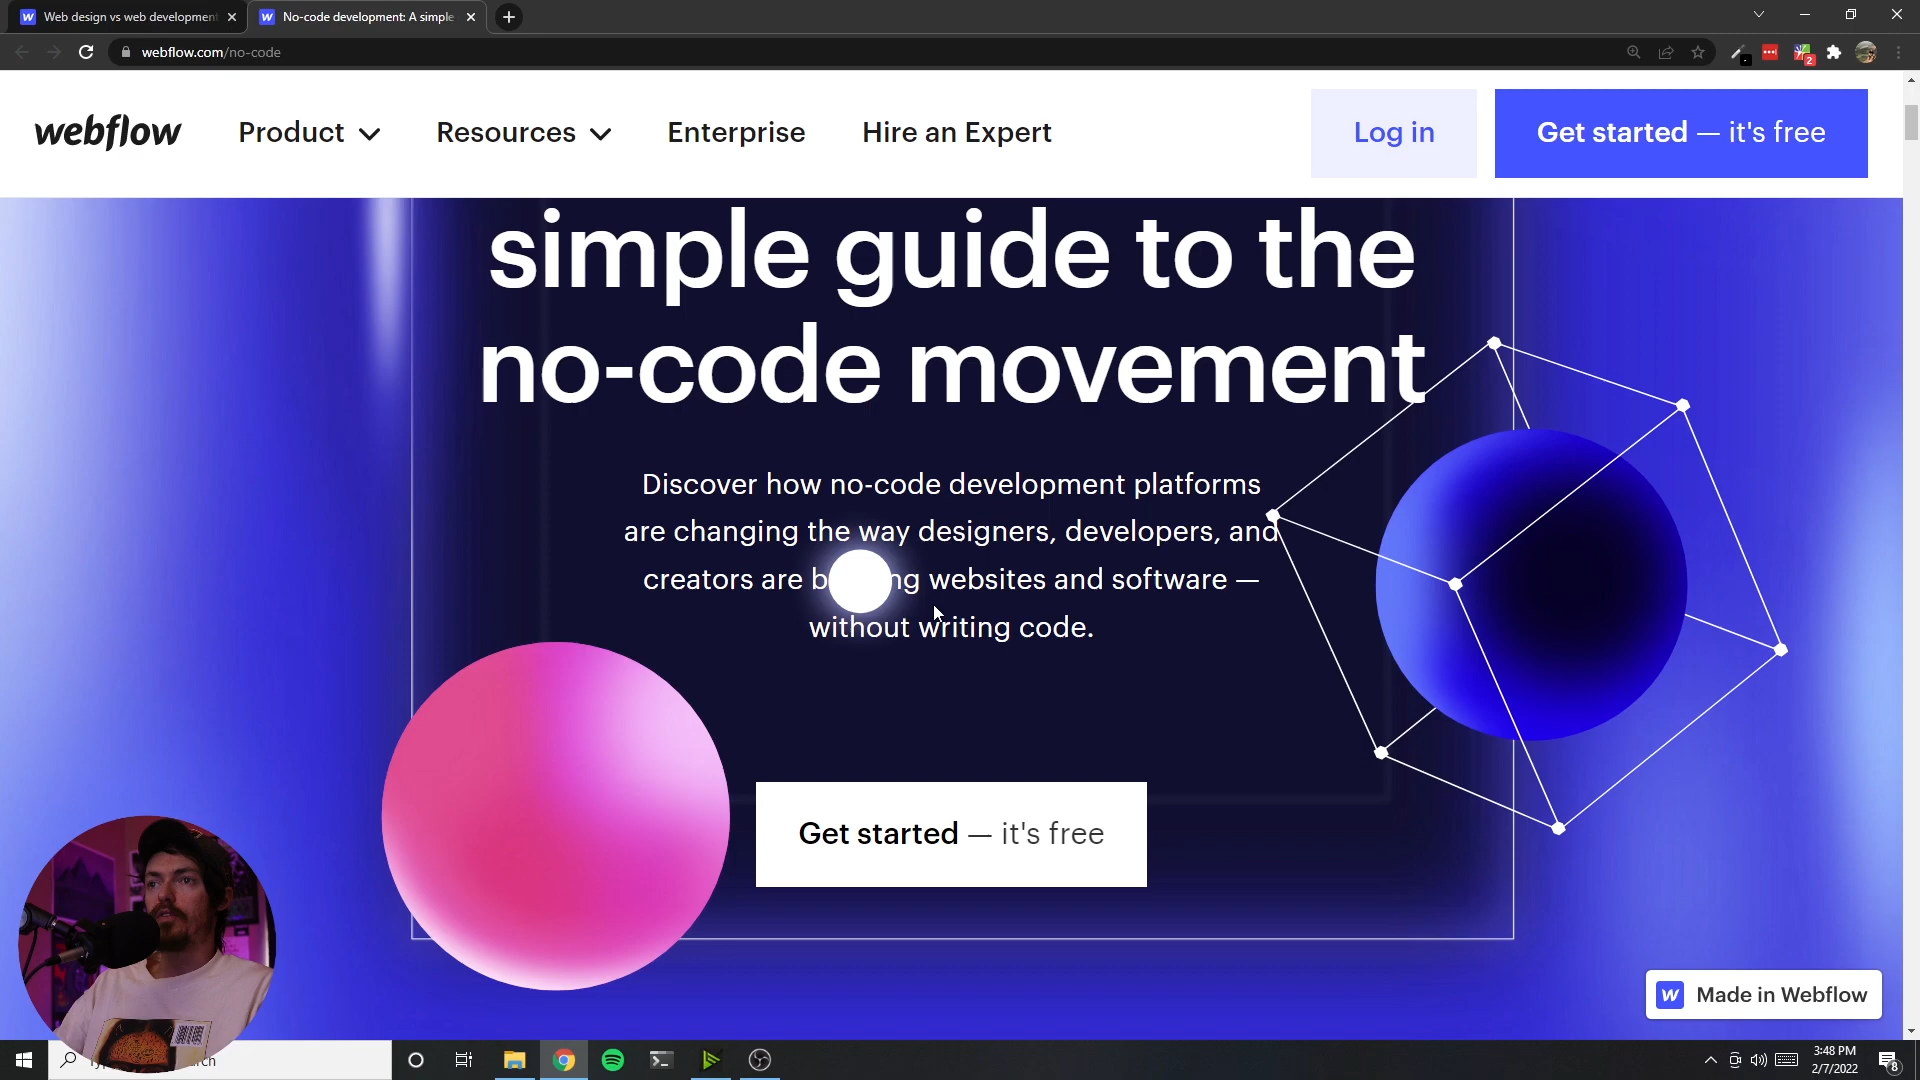 Web design vs web development
No-code development: A simple
webflow.com/no-code
2
webflow
Product
Resources
Enterprise
Hire an Expert
Log in
Get started — it's free
simple guide to the
no-code movement
Discover how no-code development platforms
are changing the way designers, developers, and
creators are websites and software —
without writing code.
Get started — it's free
W Made in Webflow
3:48 PM
2/7/2022
8